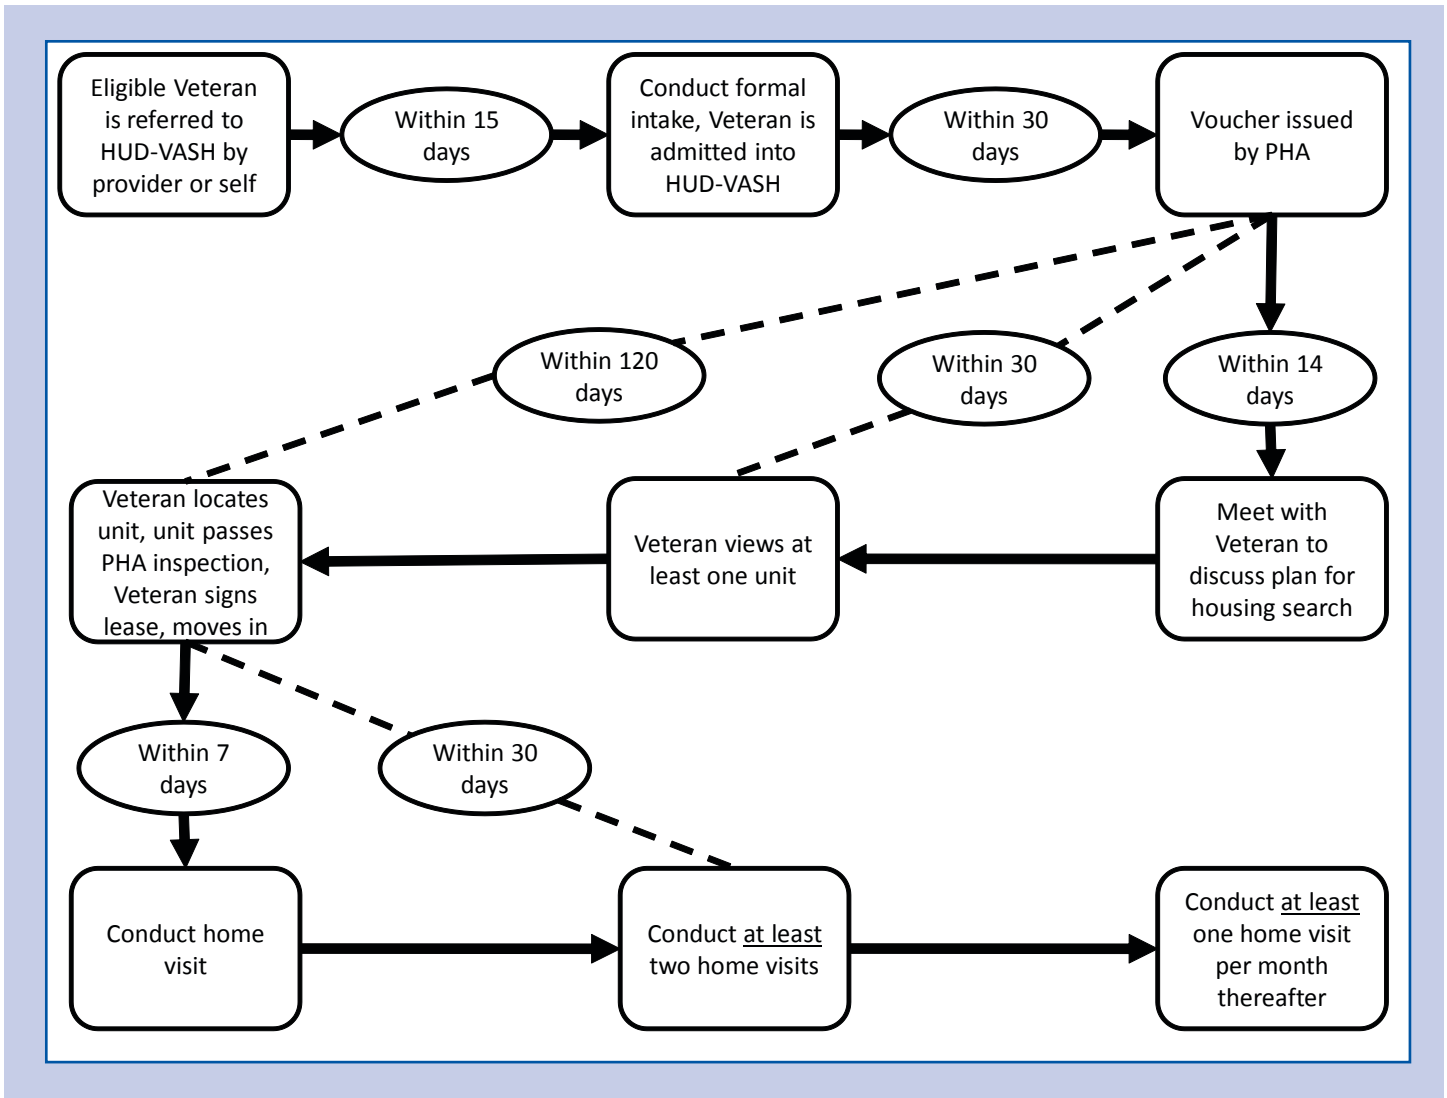 Eligible Veteran
is referred to
HUD-VASH by
provider or self
Within 15
days
Conduct formal
intake, Veteran is
admitted into
HUD-VASH
Within 30
days
Voucher issued
by PHA
Within 120
days
Within 30
days
Within 14
days
Veteran locates
unit, unit passes
PHA inspection,
Veteran signs
lease, moves in
Veteran views at
least one unit
Meet with
Veteran to
discuss plan for
housing search
Within 7
days
Within 30
days
Conduct home
visit
Conduct at least
two home visits
Conduct at least
one home visit
per month
thereafter